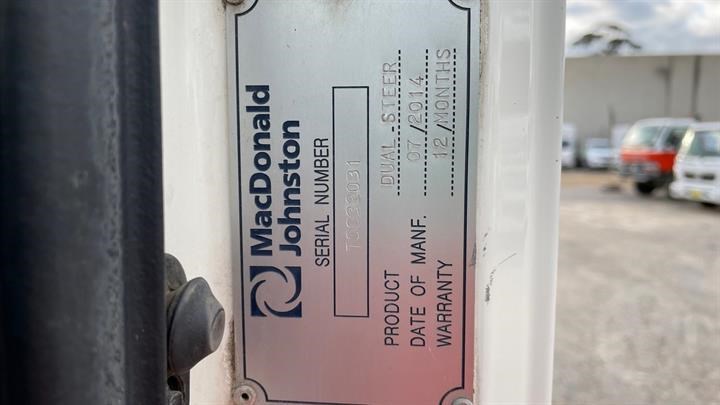 MacDonald
Johnston
SERIAL NUMBER
PRODUCT DUAL-STEER
DATE OF MANF. 07/2014
WARRANTY 12/MONTHS